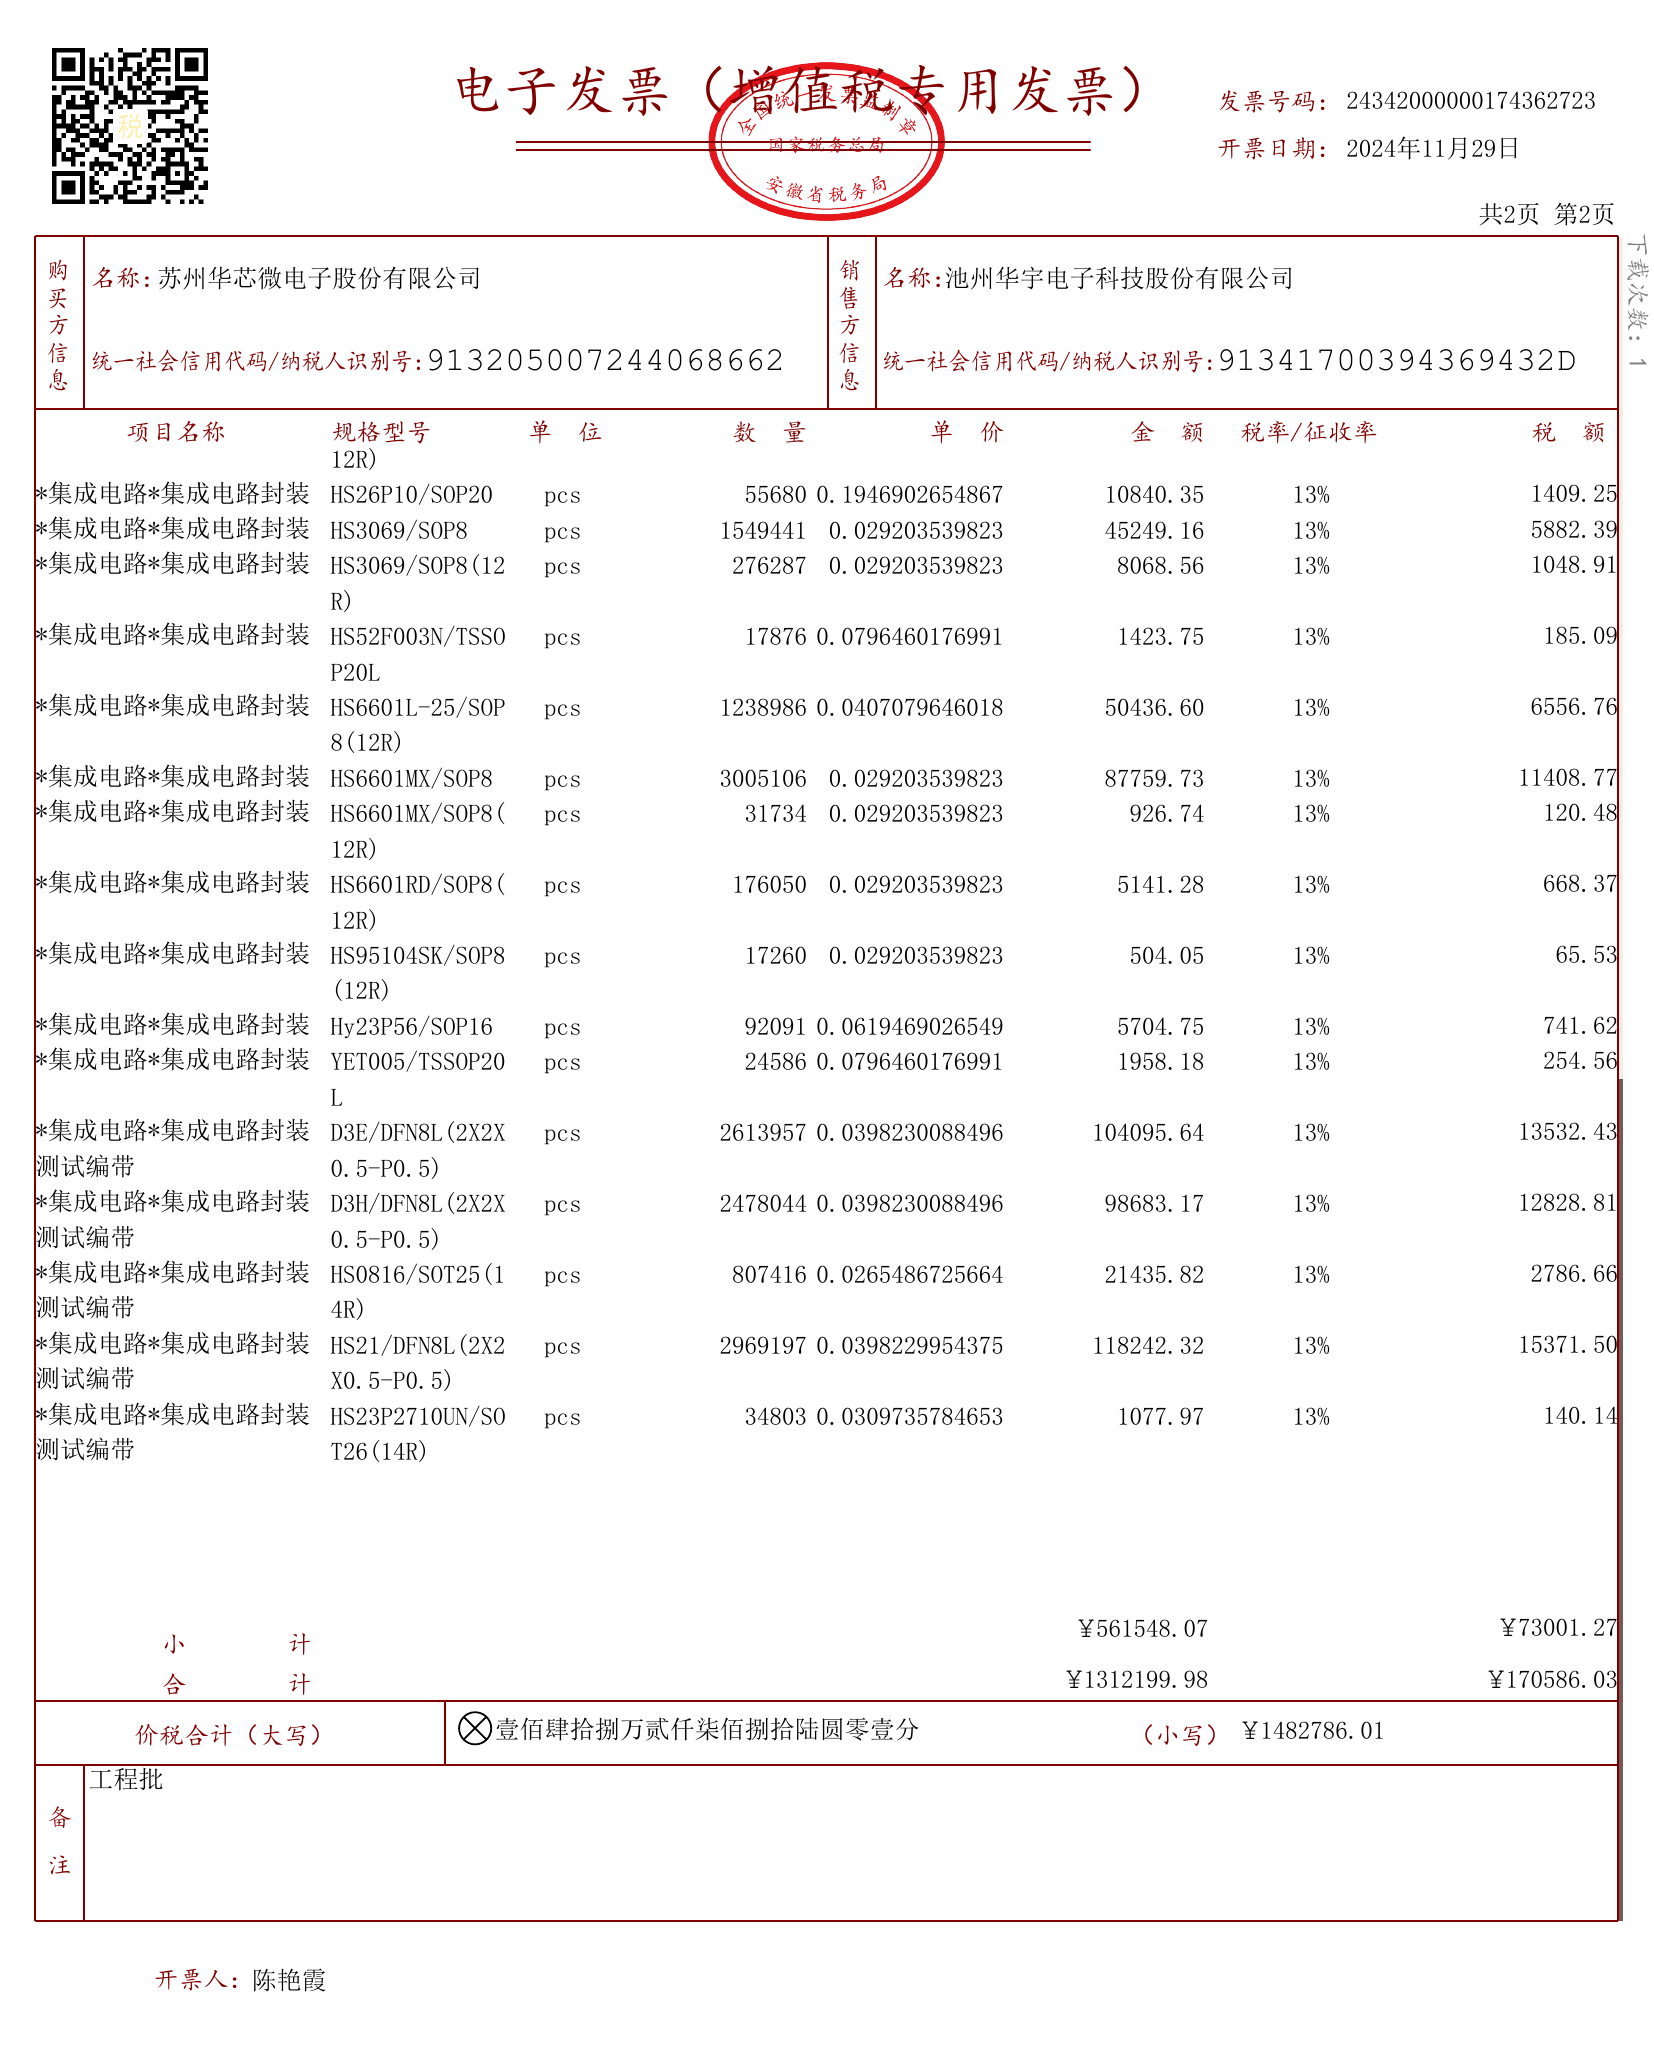 电子发票（增值税专用发票）
全国统一发票监制章
国家税务总局
安徽省税务局
税
发票号码：24342000000174362723
开票日期：2024年11月29日
共2页 第2页
下载次数：1
购买方信息
名称：苏州华芯微电子股份有限公司
统一社会信用代码/纳税人识别号：913205007244068662
销售方信息
名称：池州华宇电子科技股份有限公司
统一社会信用代码/纳税人识别号：91341700394369432D
项目名称 规格型号 单 位 数 量 单 价 金 额 税率/征收率 税 额
12R)
*集成电路*集成电路封装 HS26P10/SOP20 pcs 55680 0.1946902654867 10840.35 13% 1409.25
*集成电路*集成电路封装 HS3069/SOP8 pcs 1549441 0.029203539823 45249.16 13% 5882.39
*集成电路*集成电路封装 HS3069/SOP8(12 pcs 276287 0.029203539823 8068.56 13% 1048.91
R)
*集成电路*集成电路封装 HS52F003N/TSSO pcs 17876 0.0796460176991 1423.75 13% 185.09
P20L
*集成电路*集成电路封装 HS6601L-25/SOP pcs 1238986 0.0407079646018 50436.60 13% 6556.76
8(12R)
*集成电路*集成电路封装 HS6601MX/SOP8 pcs 3005106 0.029203539823 87759.73 13% 11408.77
*集成电路*集成电路封装 HS6601MX/SOP8( pcs 31734 0.029203539823 926.74 13% 120.48
12R)
*集成电路*集成电路封装 HS6601RD/SOP8( pcs 176050 0.029203539823 5141.28 13% 668.37
12R)
*集成电路*集成电路封装 HS95104SK/SOP8 pcs 17260 0.029203539823 504.05 13% 65.53
(12R)
*集成电路*集成电路封装 Hy23P56/SOP16 pcs 92091 0.0619469026549 5704.75 13% 741.62
*集成电路*集成电路封装 YET005/TSSOP20 pcs 24586 0.0796460176991 1958.18 13% 254.56
L
*集成电路*集成电路封装 D3E/DFN8L(2X2X pcs 2613957 0.0398230088496 104095.64 13% 13532.43
测试编带 0.5-P0.5)
*集成电路*集成电路封装 D3H/DFN8L(2X2X pcs 2478044 0.0398230088496 98683.17 13% 12828.81
测试编带 0.5-P0.5)
*集成电路*集成电路封装 HS0816/SOT25(1 pcs 807416 0.0265486725664 21435.82 13% 2786.66
测试编带 4R)
*集成电路*集成电路封装 HS21/DFN8L(2X2 pcs 2969197 0.0398229954375 118242.32 13% 15371.50
测试编带 X0.5-P0.5)
*集成电路*集成电路封装 HS23P2710UN/SO pcs 34803 0.0309735784653 1077.97 13% 140.14
测试编带 T26(14R)
小 计 ¥561548.07 ¥73001.27
合 计 ¥1312199.98 ¥170586.03
价税合计（大写） 壹佰肆拾捌万贰仟柒佰捌拾陆圆零壹分 （小写） ¥1482786.01
备注
工程批
开票人：陈艳霞